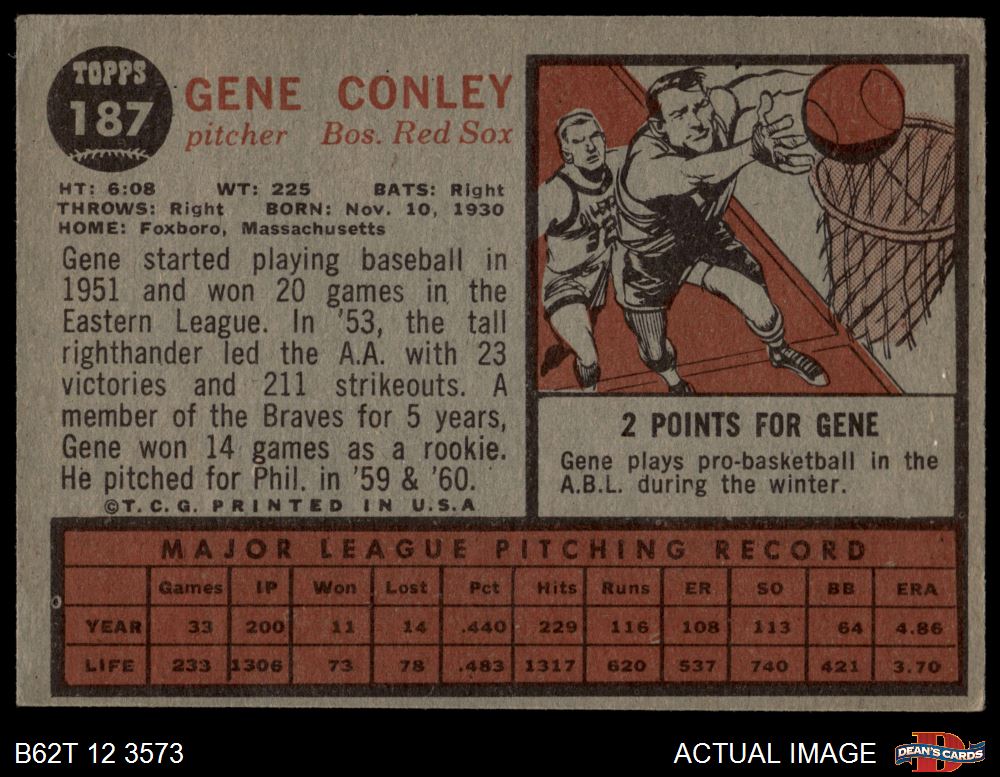 TOPPS
187
GENE CONLEY
pitcher Bos. Red Sox
HT: 6:08 WT: 225 BATS: Right
THROWS: Right BORN: Nov. 10, 1930
HOME: Foxboro, Massachusetts
Gene started playing baseball in
1951 and won 20 games in the
Eastern League. In '53, the tall
righthander led the A.A. with 23
victories and 211 strikeouts. A
member of the Braves for 5 years,
Gene won 14 games as a rookie.
He pitched for Phil. in '59 & '60.
©T.C.G. PRINTED IN U.S.A
2 POINTS FOR GENE
Gene plays pro-basketball in the
A.B.L. during the winter.
MAJOR LEAGUE PITCHING RECORD
Games IP Won Lost Pct Hits Runs ER SO BB ERA
YEAR 33 200 11 14 .440 229 116 108 113 64 4.86
LIFE 233 1306 73 78 .483 1317 620 537 740 421 3.70
B62T 12 3573
ACTUAL IMAGE
D
DEAN'S CARDS